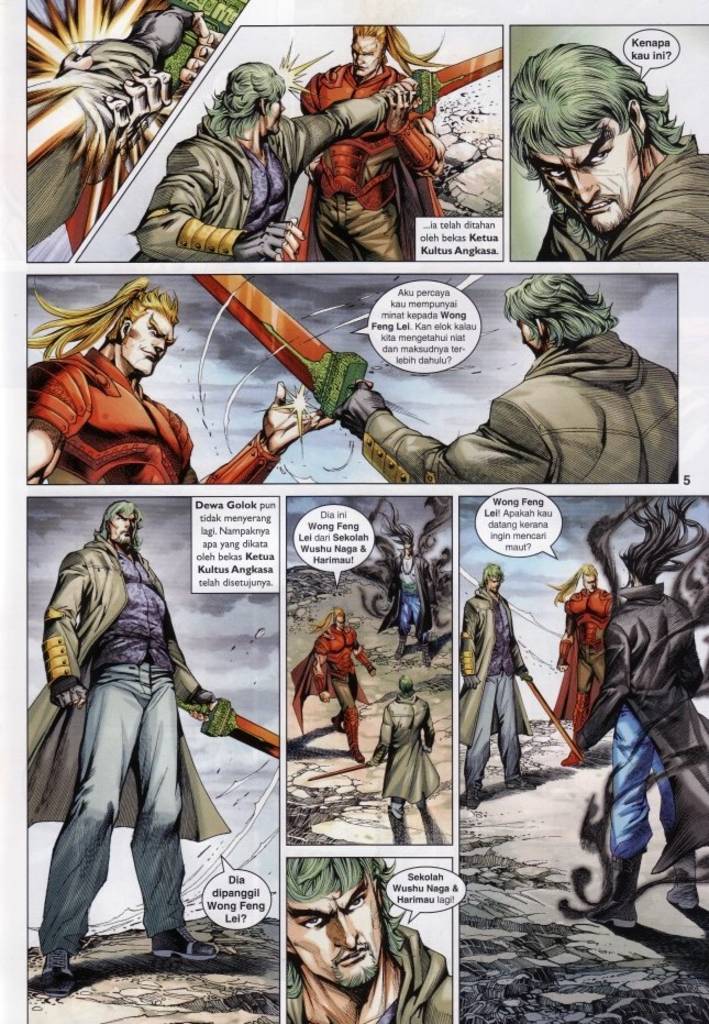 ...ia telah ditahan
oleh bekas Ketua
Kultus Angkasa.
Kenapa
kau ini?
Aku percaya
kau mempunyai
minat kepada Wong
Feng Lei. Kan elok kalau
kita mengetahui niat
dan maksudnya ter-
lebih dahulu?
5
Dewa Golok pun
tidak menyerang
lagi. Nampaknya
apa yang dikata
oleh bekas Ketua
Kultus Angkasa
telah disetujunya.
Dia
dipanggil
Wong Feng
Lei?
Dia ini
Wong Feng
Lei dari Sekolah
Wushu Naga &
Harimau!
Sekolah
Wushu Naga &
Harimau lagi!
Wong Feng
Lei! Apakah kau
datang kerana
ingin mencari
maut?